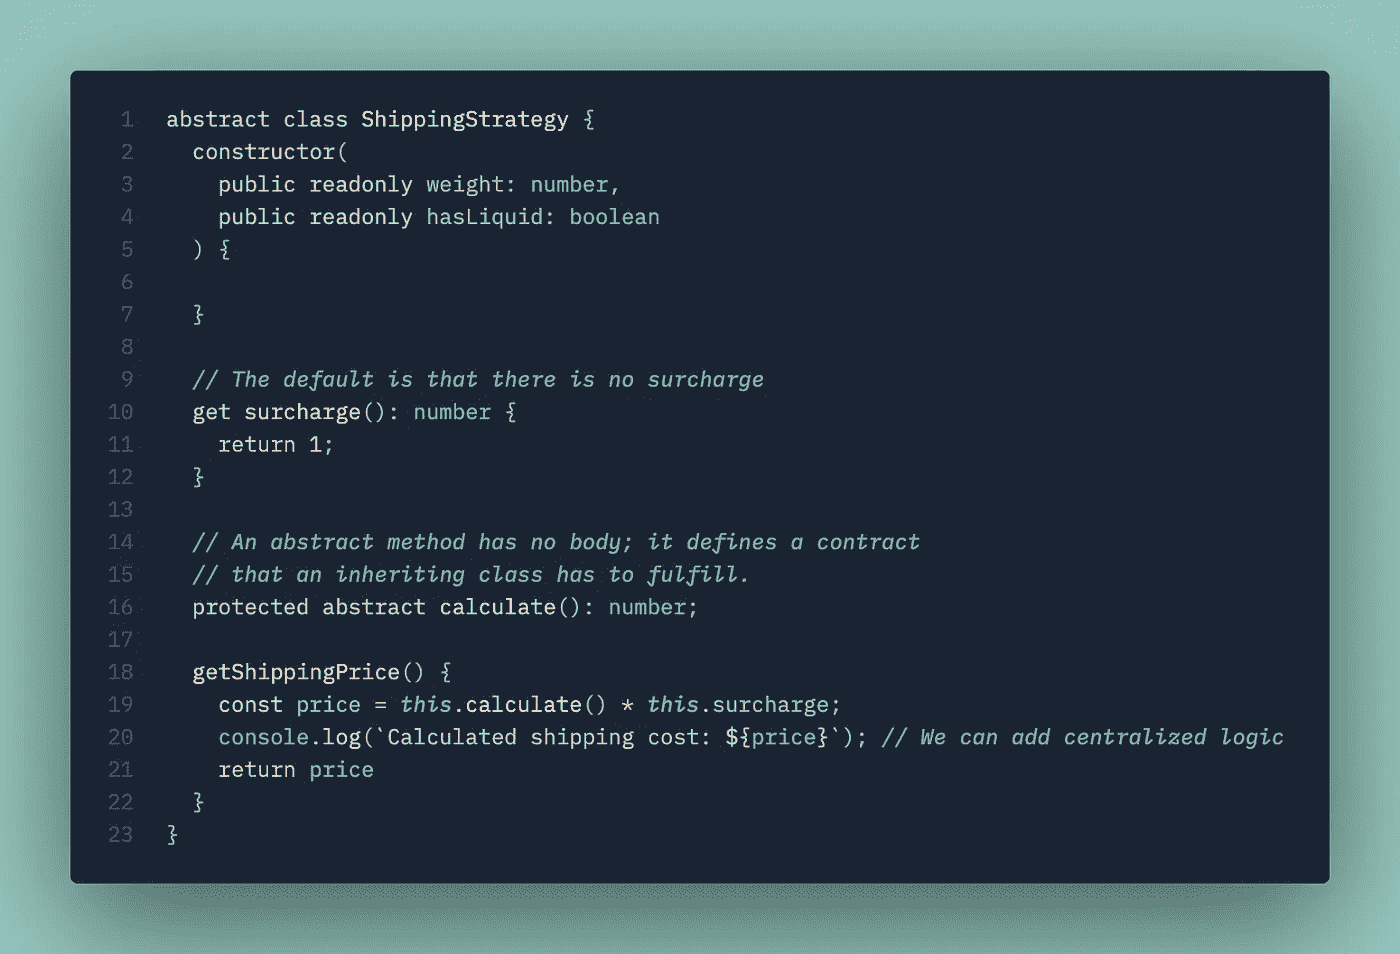 1 abstract class ShippingStrategy {
2   constructor(
3     public readonly weight: number,
4     public readonly hasLiquid: boolean
5   ) {
6
7   }
8
9   // The default is that there is no surcharge
10   get surcharge(): number {
11     return 1;
12   }
13
14   // An abstract method has no body; it defines a contract
15   // that an inheriting class has to fulfill.
16   protected abstract calculate(): number;
17
18   getShippingPrice() {
19     const price = this.calculate() * this.surcharge;
20     console.log(`Calculated shipping cost: ${price}`); // We can add centralized logic
21     return price
22   }
23 }